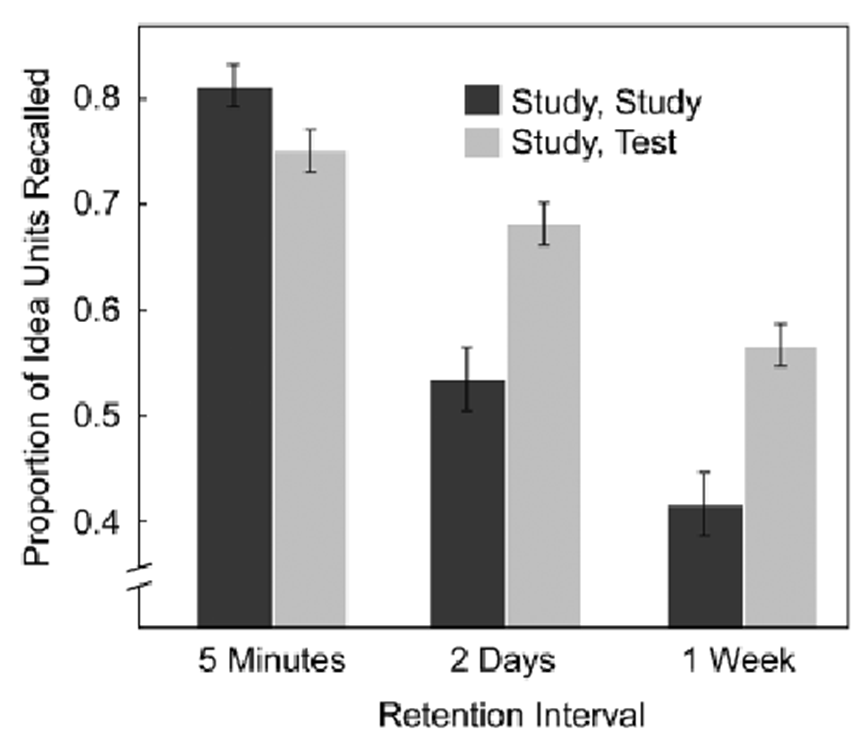 Proportion of Idea Units Recalled
0.8
0.7
0.6
0.5
0.4
Study, Study
Study, Test
5 Minutes
2 Days
1 Week
Retention Interval